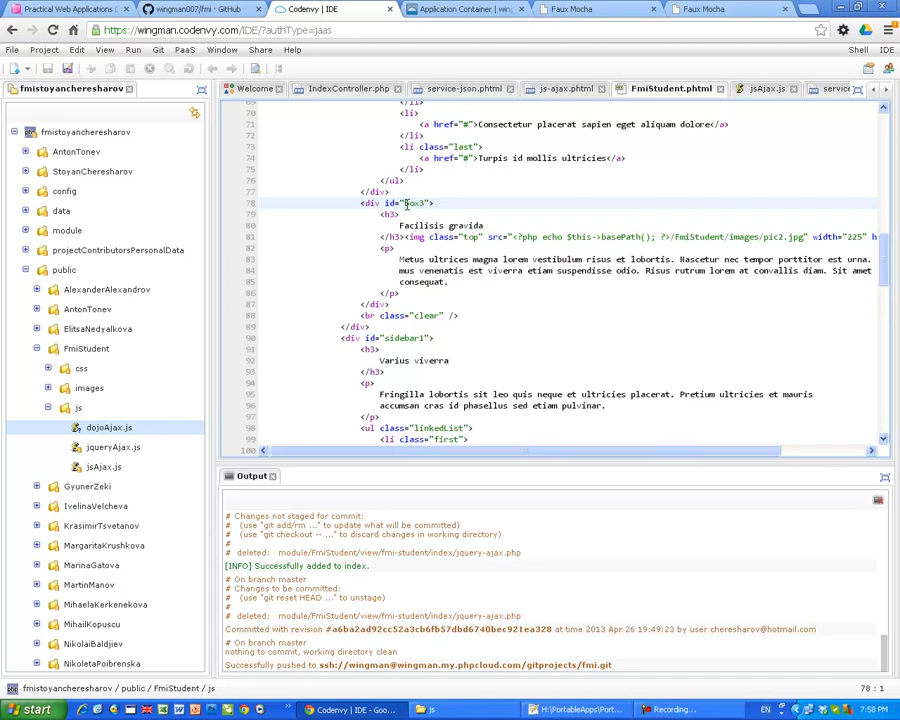 Practical Web Applications
wingman007/fmi · GitHub
Codenvy | IDE
Application Container | win
Faux Mocha
Faux Mocha
https://wingman.codenvy.com/IDE/?authType=jaas
File Project Edit View Run Git PaaS Window Share Help Shell IDE
fmistoyancheresharov
Welcome IndexController.php service-json.phtml js-ajax.phtml FmiStudent.phtml jsAjax.js service
fmistoyancheresharov
AntonTonev
StoyanCheresharov
config
data
module
projectContributorsPersonalData
public
AlexanderAlexandrov
AntonTonev
ElitsaNedyalkova
FmiStudent
css
images
js
dojoAjax.js
jqueryAjax.js
jsAjax.js
GyunerZeki
IvelinaVelcheva
KrasimirTsvetanov
MargaritaKrushkova
MarinaGatova
MartinManov
MihaelaKerkenekova
MihailKopuscu
NikolaiBaldjiev
NikoletaPoibrenska
69 </li>
70 <li>
71 <a href="#">Consectetur placerat sapien eget aliquam dolore</a>
72 </li>
73 <li class="last">
74 <a href="#">Turpis id mollis ultricies</a>
75 </li>
76 </ul>
77 </div>
78 <div id="box3">
79 <h3>
80 Facilisis gravida
81 </h3><img class="top" src="<?php echo $this->basePath(); ?>/FmiStudent/images/pic2.jpg" width="225" h
82 <p>
83 Metus ultrices magna lorem vestibulum risus et lobortis. Nascetur nec tempor porttitor est urna.
84 mus venenatis est viverra etiam suspendisse odio. Risus rutrum lorem at convallis diam. Sit amet
85 consequat.
86 </p>
87 </div>
88 <br class="clear" />
89 </div>
90 <div id="sidebar1">
91 <h3>
92 Varius viverra
93 </h3>
94 <p>
95 Fringilla lobortis sit leo quis neque et ultricies placerat. Pretium ultricies et mauris
96 accumsan cras id phasellus sed etiam pulvinar.
97 </p>
98 <ul class="linkedList">
99 <li class="first">
100
Output
# Changes not staged for commit:
# (use "git add/rm ..." to update what will be committed)
# (use "git checkout -- ..." to discard changes in working directory)
#
# deleted: module/FmiStudent/view/fmi-student/index/jquery-ajax.php
[INFO] Successfully added to index.
# On branch master
# Changes to be committed:
# (use "git reset HEAD ..." to unstage)
#
# deleted: module/FmiStudent/view/fmi-student/index/jquery-ajax.php
Committed with revision #a6ba2ad92cc52a3cb6fb57dbd6740bec921ea328 at time 2013 Apr 26 19:49:23 by user cheresharov@hotmail.com
# On branch master
nothing to commit, working directory clean
Successfully pushed to ssh://wingman@wingman.my.phpcloud.com/gitprojects/fmi.git
fmistoyancheresharov / public / FmiStudent / js
78 : 1
start
Codenvy | IDE - Goo...
js
H:\PortableApps\Port...
Recording...
EN
7:58 PM